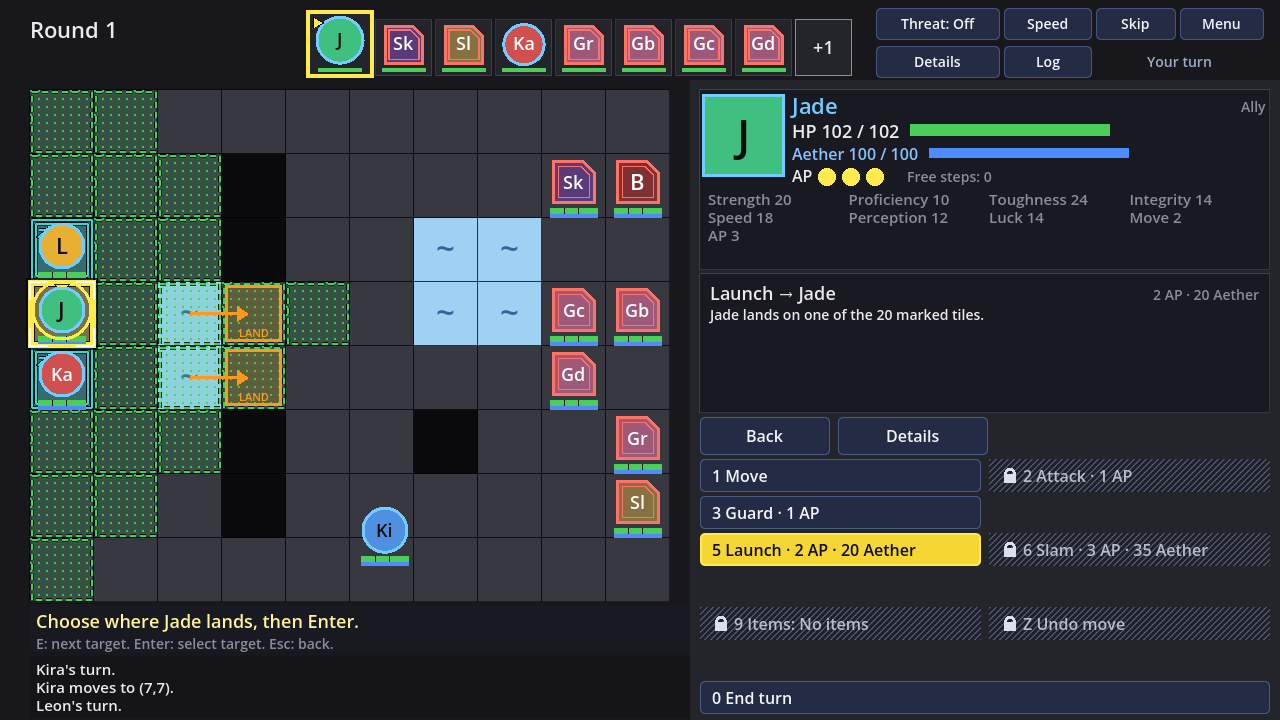 Round 1
J
Sk
Sl
Ka
Gr
Gb
Gc
Gd
+1
Threat: Off
Speed
Skip
Menu
Details
Log
Your turn
J
Jade
Ally
HP 102 / 102
Aether 100 / 100
AP
Free steps: 0
Strength 20
Proficiency 10
Toughness 24
Integrity 14
Speed 18
Perception 12
Luck 14
Move 2
AP 3
Sk
B
L
~
~
J
~
LAND
~
~
Gc
Gb
Ka
~
LAND
Gd
Gr
Sl
Ki
Launch → Jade
2 AP · 20 Aether
Jade lands on one of the 20 marked tiles.
Back
Details
1 Move
2 Attack · 1 AP
3 Guard · 1 AP
5 Launch · 2 AP · 20 Aether
6 Slam · 3 AP · 35 Aether
9 Items: No items
Z Undo move
0 End turn
Choose where Jade lands, then Enter.
E: next target. Enter: select target. Esc: back.
Kira's turn.
Kira moves to (7,7).
Leon's turn.